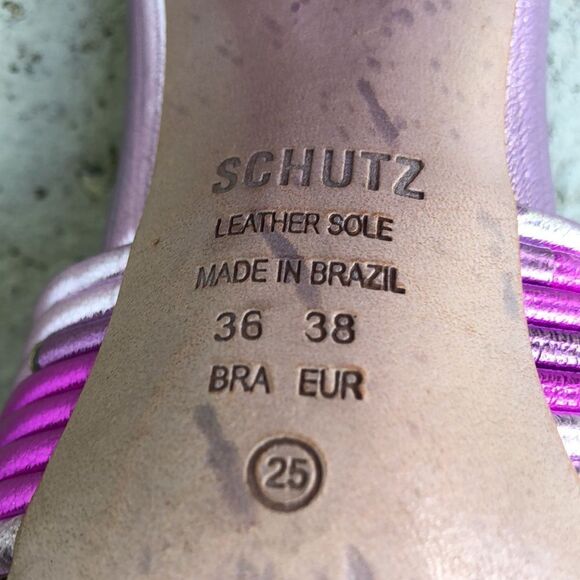 SCHUTZ
LEATHER SOLE
MADE IN BRAZIL
36 38
BRA EUR
25